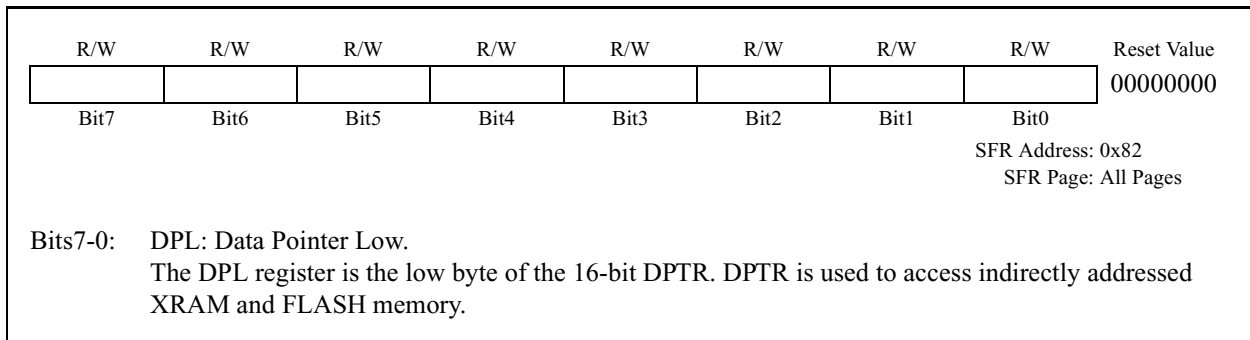 R/W R/W R/W R/W R/W R/W R/W R/W Reset Value
00000000
Bit7 Bit6 Bit5 Bit4 Bit3 Bit2 Bit1 Bit0
SFR Address: 0x82
SFR Page: All Pages
Bits7-0: DPL: Data Pointer Low.
The DPL register is the low byte of the 16-bit DPTR. DPTR is used to access indirectly addressed
XRAM and FLASH memory.